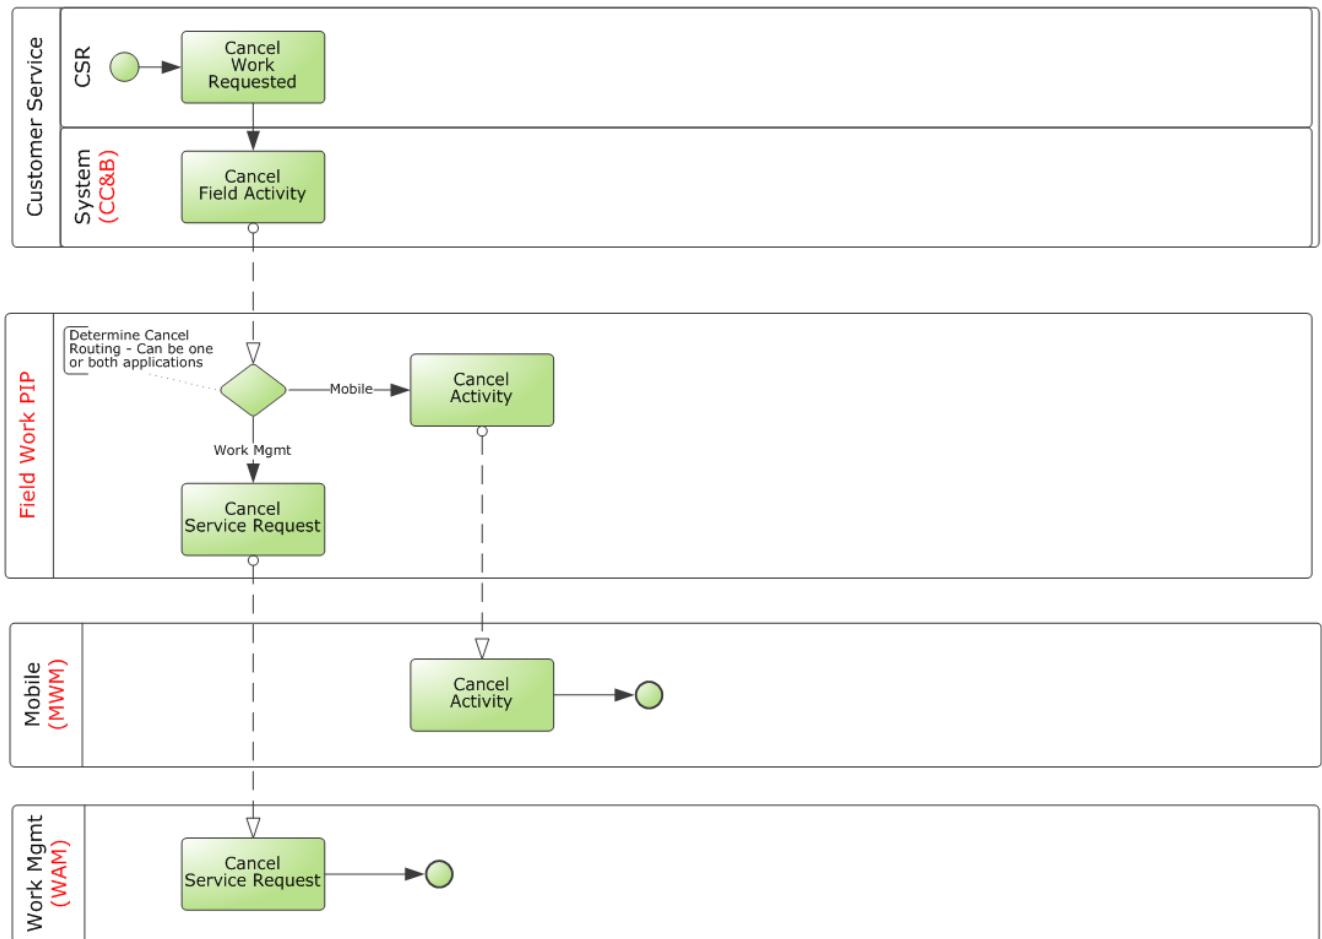 Customer Service
CSR
Cancel
Work
Requested
System
(CC&B)
Cancel
Field Activity
Field Work PIP
Determine Cancel
Routing - Can be one
or both applications
Mobile
Cancel
Activity
Work Mgmt
Cancel
Service Request
Mobile
(MWM)
Cancel
Activity
Work Mgmt
(WAM)
Cancel
Service Request